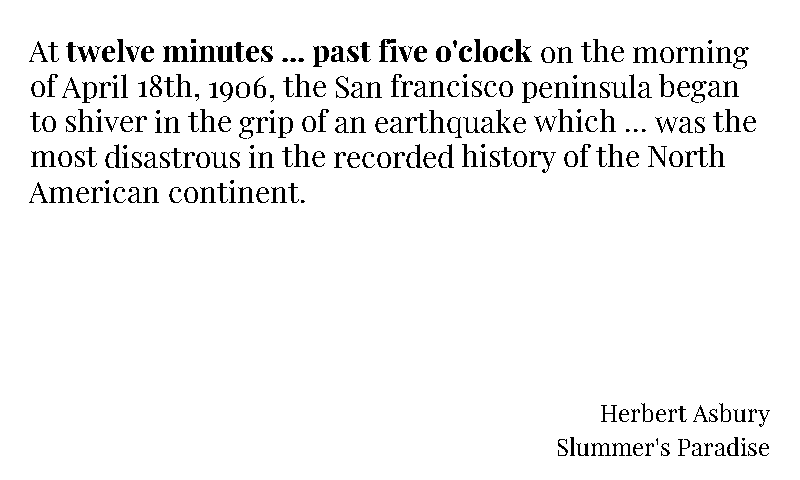 At twelve minutes ... past five o'clock on the morning
of April 18th, 1906, the San francisco peninsula began
to shiver in the grip of an earthquake which ... was the
most disastrous in the recorded history of the North
American continent.
Herbert Asbury
Slummer's Paradise